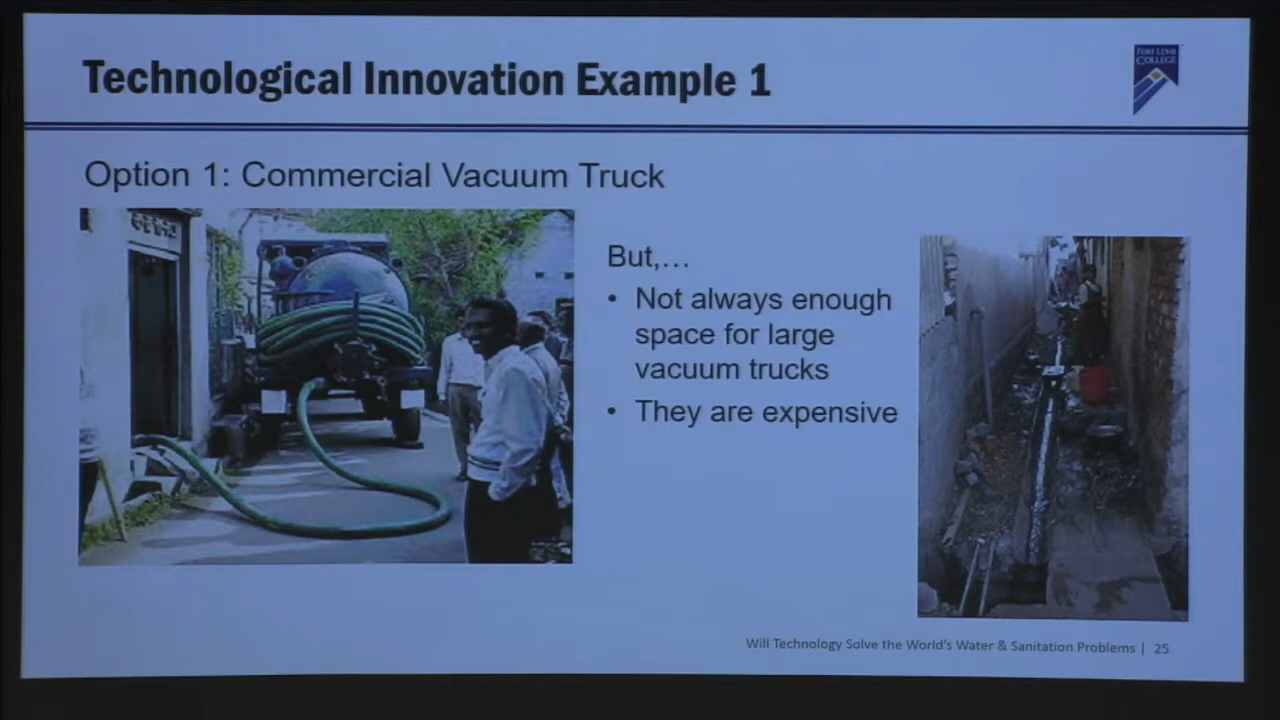 Technological Innovation Example 1
FORT LEWIS
COLLEGE
Option 1: Commercial Vacuum Truck
But,…
• Not always enough
space for large
vacuum trucks
• They are expensive
Will Technology Solve the World's Water & Sanitation Problems | 25